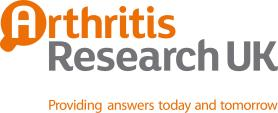 Arthritis
Research UK
Providing answers today and tomorrow